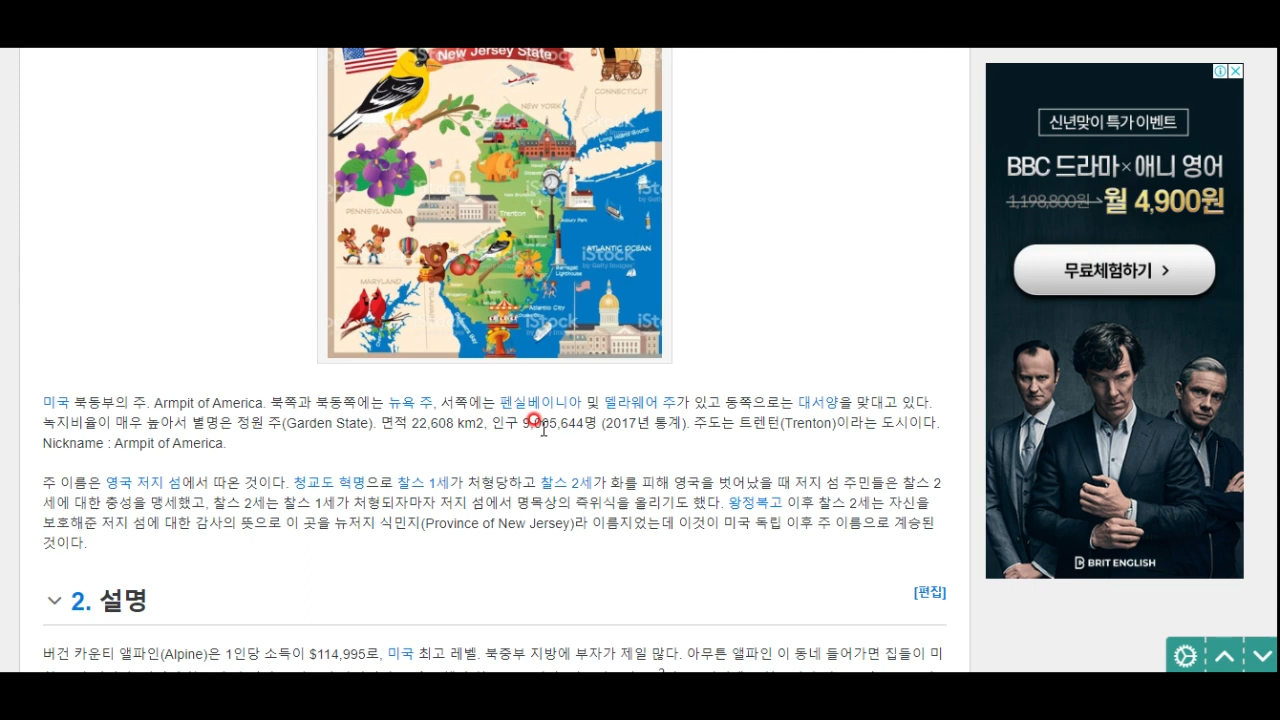 New Jersey State
CONNECTICUT
NEW YORK
Long Island Sound
iStock
PENNSYLVANIA
Trenton
Asbury Park
ATLANTIC OCEAN
iStock
by Getty Images
Barnegat
Lighthouse
MARYLAND
Atlantic City
iStock
미국 북동부의 주. Armpit of America. 북쪽과 북동쪽에는 뉴욕 주, 서쪽에는 펜실베이니아 및 델라웨어 주가 있고 동쪽으로는 대서양을 맞대고 있다.
녹지비율이 매우 높아서 별명은 정원 주(Garden State). 면적 22,608 km2, 인구 644명 (2017년 통계). 주도는 트렌턴(Trenton)이라는 도시이다.
Nickname : Armpit of America.
주 이름은 영국 저지 섬에서 따온 것이다. 청교도 혁명으로 찰스 1세가 처형당하고 찰스 2세가 화를 피해 영국을 벗어났을 때 저지 섬 주민들은 찰스 2
세에 대한 충성을 맹세했고, 찰스 2세는 찰스 1세가 처형되자마자 저지 섬에서 명목상의 즉위식을 올리기도 했다. 왕정복고 이후 찰스 2세는 자신을
보호해준 저지 섬에 대한 감사의 뜻으로 이 곳을 뉴저지 식민지(Province of New Jersey)라 이름지었는데 이것이 미국 독립 이후 주 이름으로 계승된
것이다.
2. 설명
[편집]
버건 카운티 앨파인(Alpine)은 1인당 소득이 $114,995로, 미국 최고 레벨. 북중부 지방에 부자가 제일 많다. 아무튼 앨파인 이 동네 들어가면 집들이 미
신년맞이 특가 이벤트
BBC 드라마×애니 영어
1,198,800원→월 4,900원
무료체험하기 >
BRIT ENGLISH